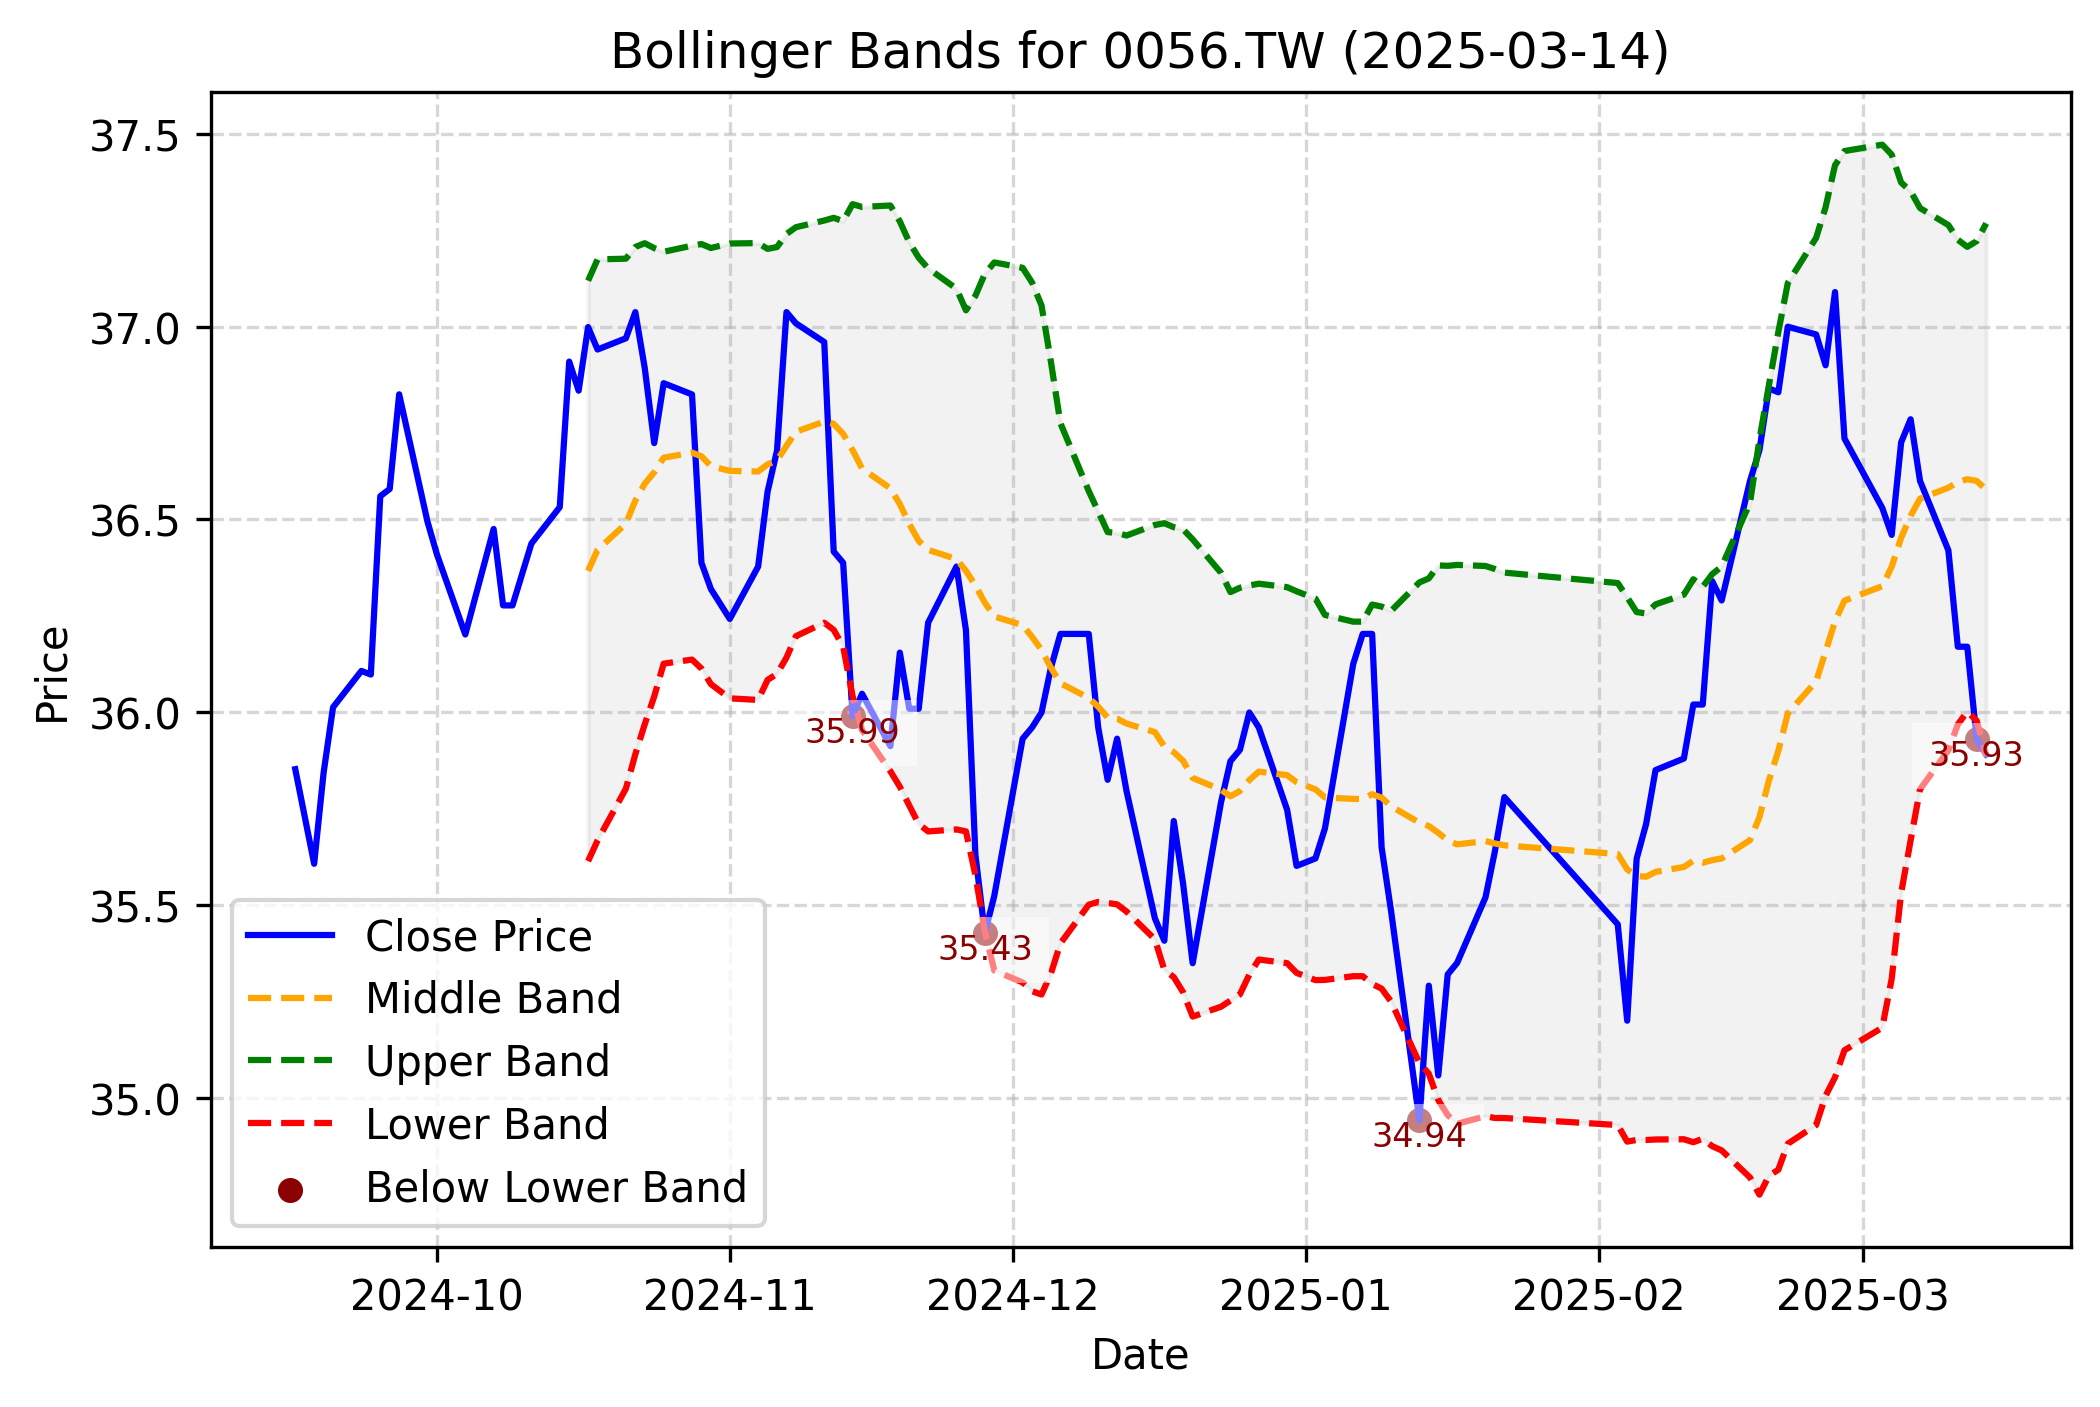 Bollinger Bands for 0056.TW (2025-03-14)
37.5
37.0
36.5
36.0
35.5
35.0
Price
35.99
35.43
34.94
35.93
Close Price
Middle Band
Upper Band
Lower Band
Below Lower Band
2024-10
2024-11
2024-12
2025-01
2025-02
2025-03
Date